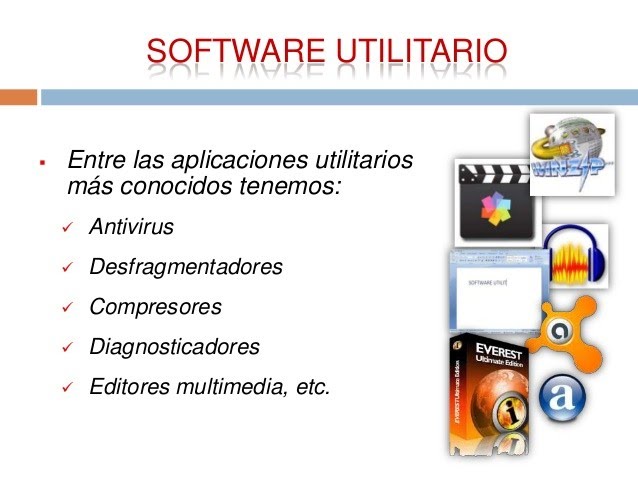 SOFTWARE UTILITARIO
Entre las aplicaciones utilitarios
más conocidos tenemos:
Antivirus
Desfragmentadores
Compresores
Diagnosticadores
Editores multimedia, etc.
WINZIP
SOFTWARE UTILIT
EVEREST
Ultimate Edition
EVEREST Ultimate Edition
i
a
a